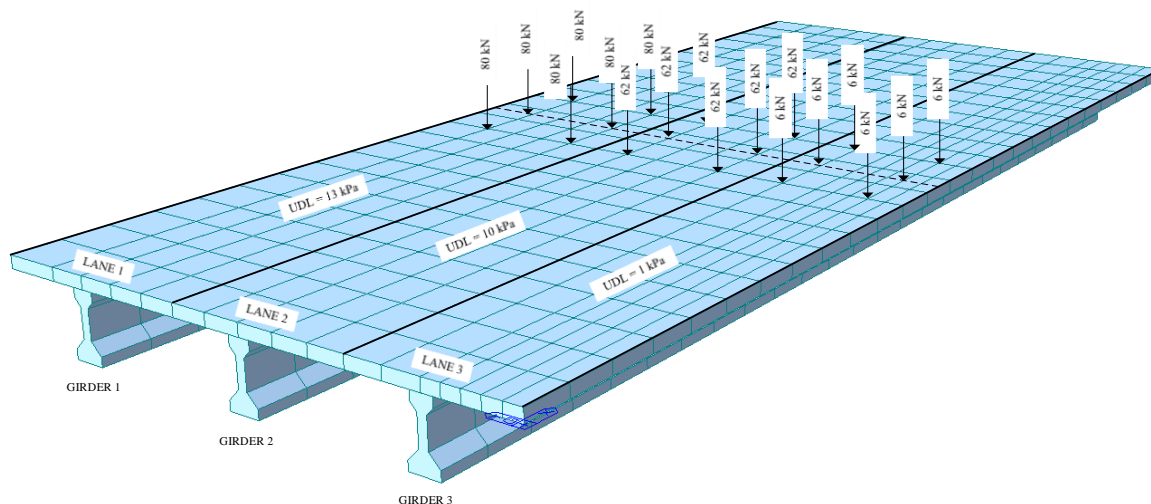 80 kN
80 kN
80 kN
80 kN
80 kN
80 kN
62 kN
62 kN
62 kN
62 kN
62 kN
62 kN
6 kN
6 kN
6 kN
6 kN
6 kN
6 kN
UDL = 13 kPa
UDL = 10 kPa
UDL = 1 kPa
LANE 1
LANE 2
LANE 3
GIRDER 1
GIRDER 2
GIRDER 3